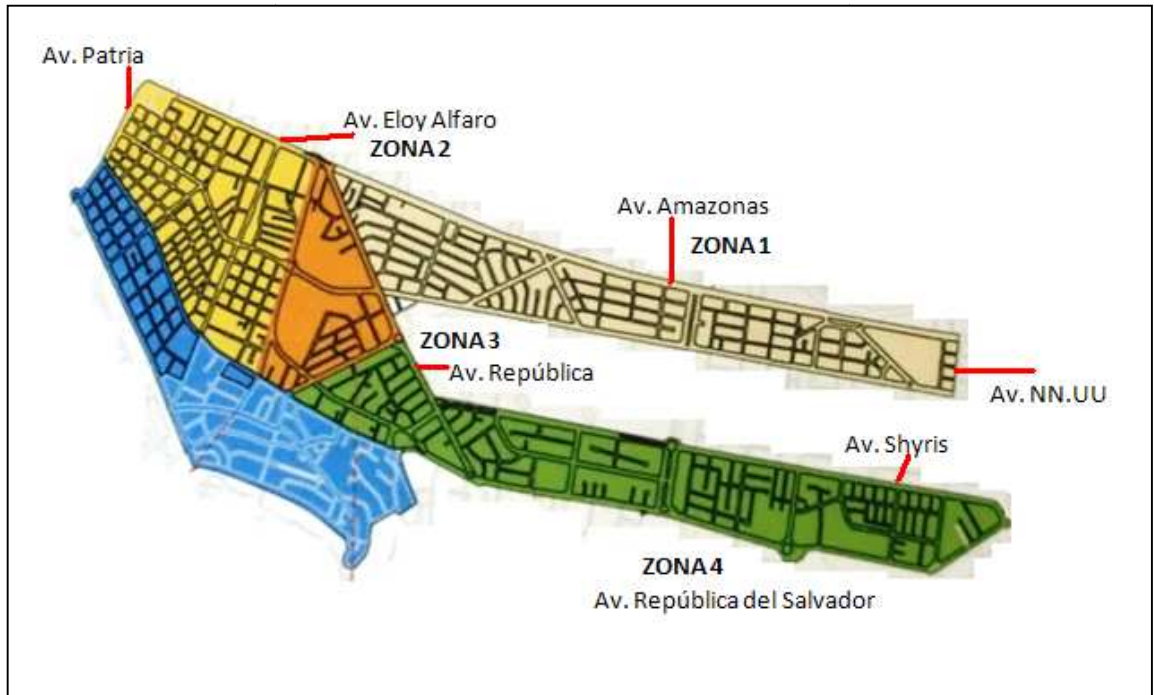 Av. Patria
Av. Eloy Alfaro
ZONA 2
Av. Amazonas
ZONA 1
ZONA 3
Av. República
Av. NN.UU
Av. Shyris
ZONA 4
Av. República del Salvador